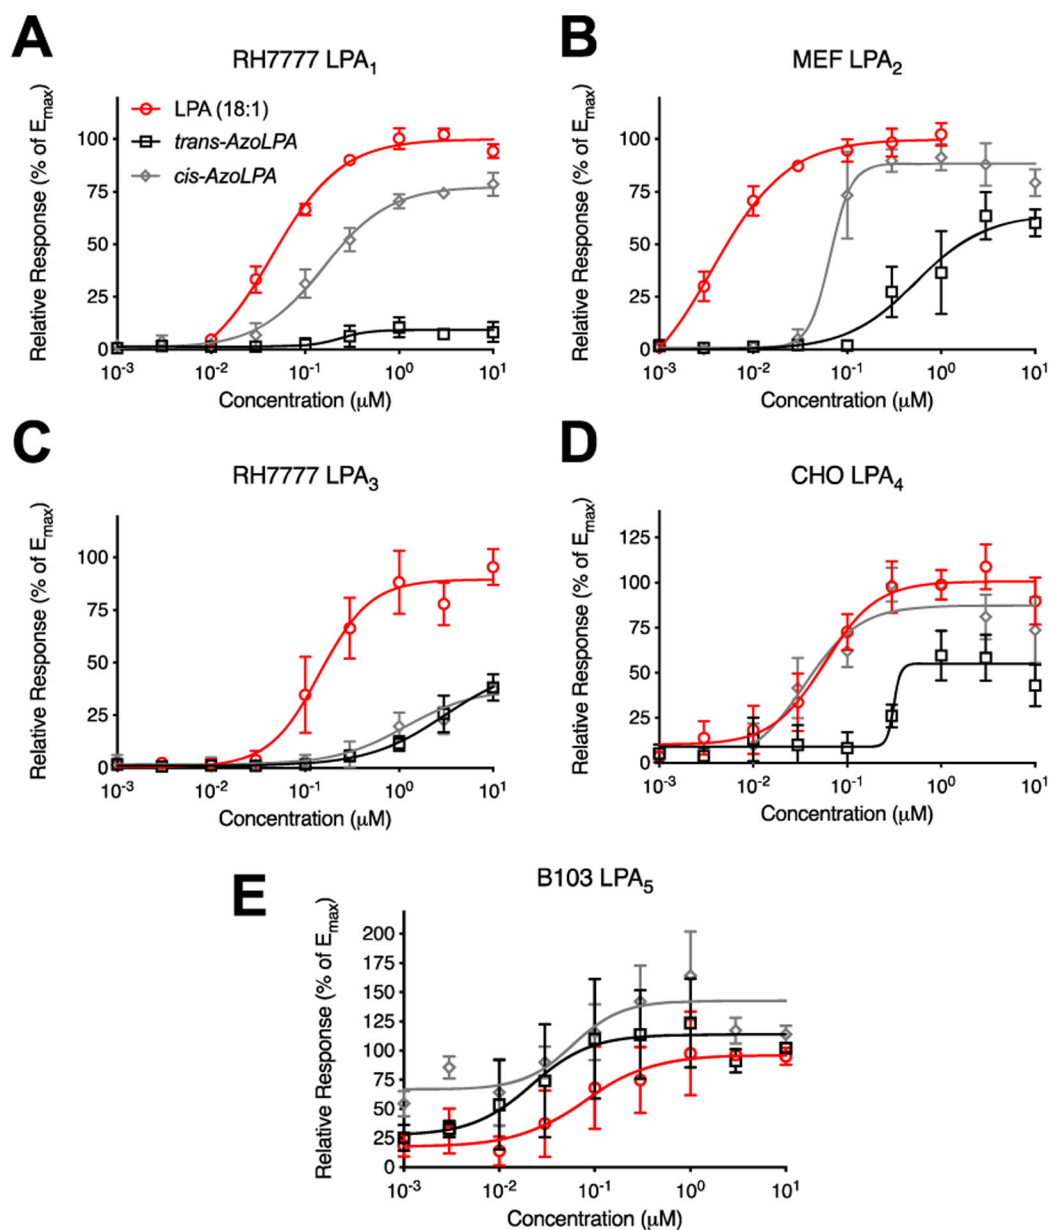 A
RH7777 LPA₁
Relative Response (% of Eₘₐₓ)
100
75
50
25
0
LPA (18:1)
trans-AzoLPA
cis-AzoLPA
10⁻³ 10⁻² 10⁻¹ 10⁰ 10¹
Concentration (μM)
B
MEF LPA₂
Relative Response (% of Eₘₐₓ)
100
75
50
25
0
10⁻³ 10⁻² 10⁻¹ 10⁰ 10¹
Concentration (μM)
C
RH7777 LPA₃
Relative Response (% of Eₘₐₓ)
100
75
50
25
0
10⁻³ 10⁻² 10⁻¹ 10⁰ 10¹
Concentration (μM)
D
CHO LPA₄
Relative Response (% of Eₘₐₓ)
125
100
75
50
25
0
10⁻³ 10⁻² 10⁻¹ 10⁰ 10¹
Concentration (μM)
E
B103 LPA₅
Relative Response (% of Eₘₐₓ)
200
175
150
125
100
75
50
25
0
10⁻³ 10⁻² 10⁻¹ 10⁰ 10¹
Concentration (μM)